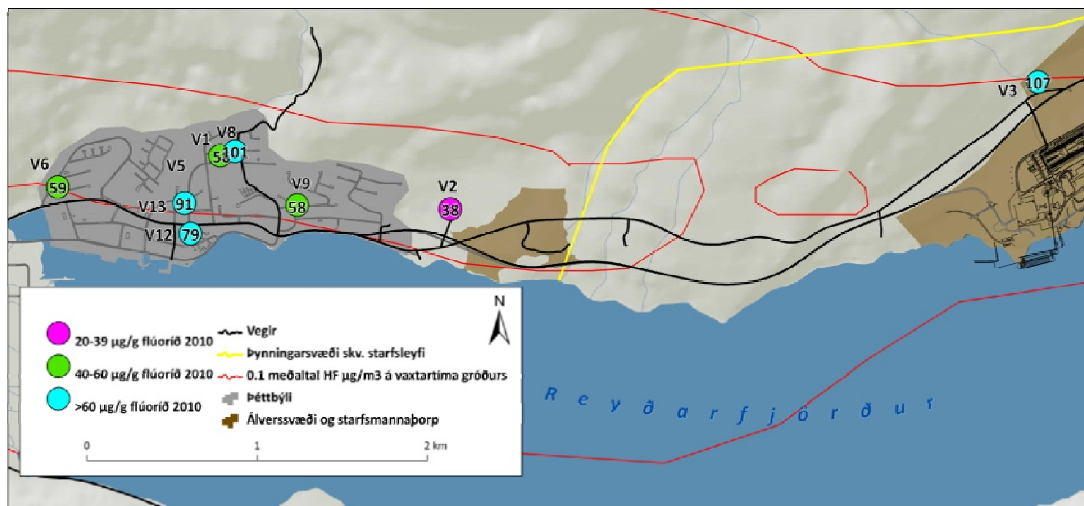 V3
107
V1
V8
58
101
V6
59
V5
V9
58
V2
38
V13
91
V12
79
N
20-39 µg/g flúoríð 2010
40-60 µg/g flúoríð 2010
>60 µg/g flúoríð 2010
Vegir
Þynningarsvæði skv. starfsleyfi
0.1 meðaltal HF µg/m3 á vaxtartíma gróðurs
Þéttbýli
Álverssvæði og starfsmannaþorp
0 1 2 km
Reyðarfjörður